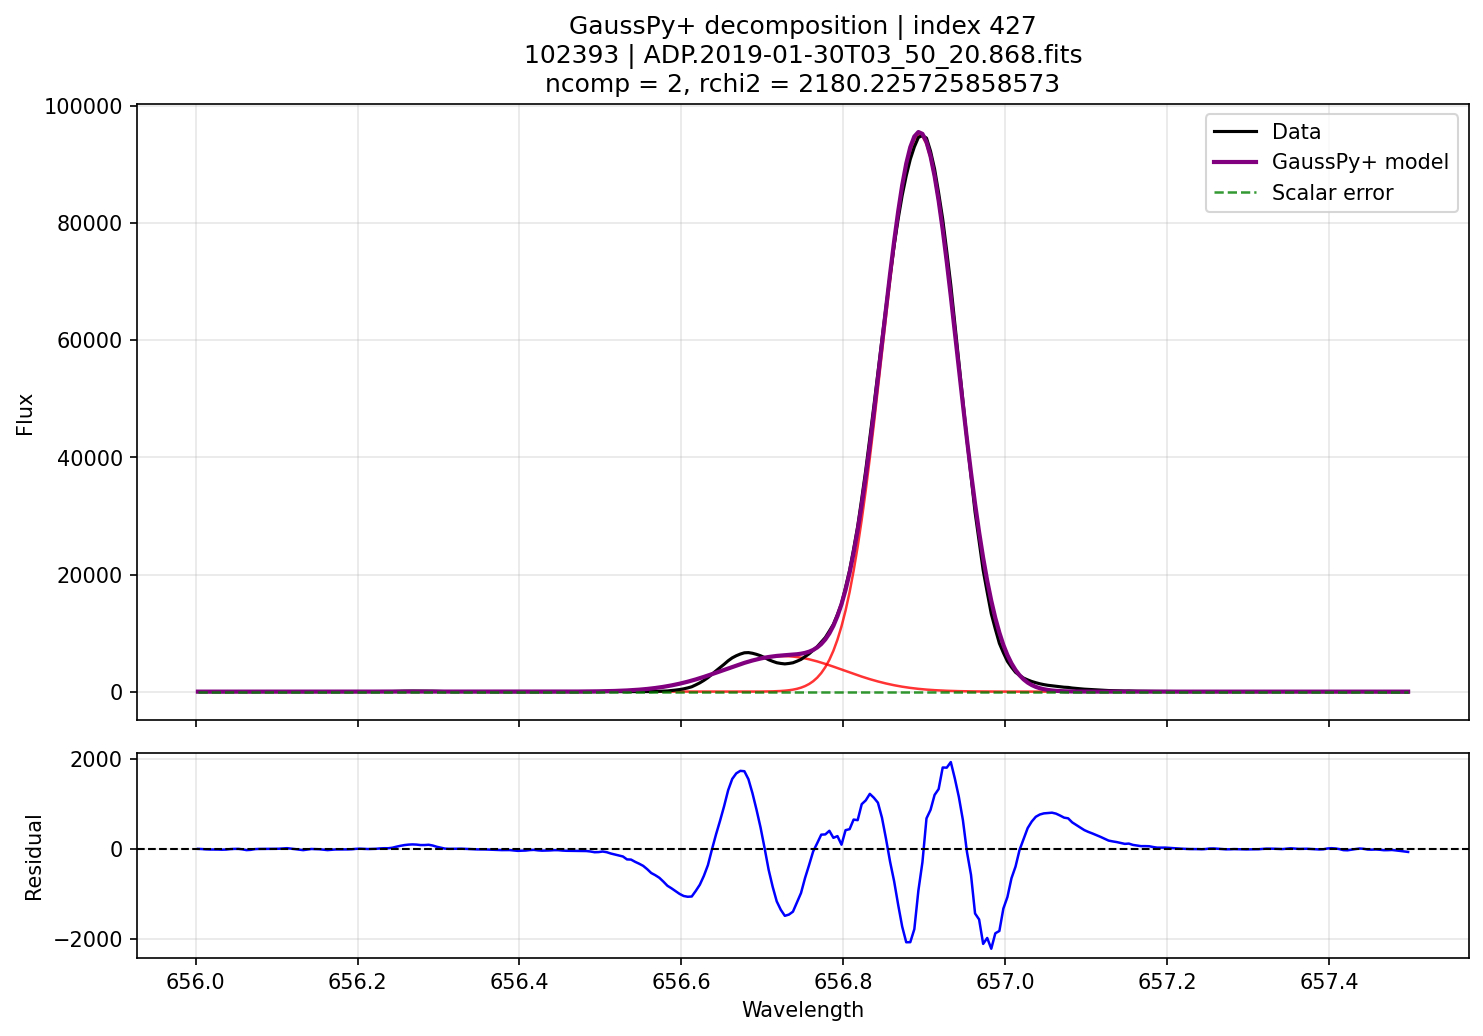 GaussPy+ decomposition | index 427
102393 | ADP.2019-01-30T03_50_20.868.fits
ncomp = 2, rchi2 = 2180.225725858573
100000
80000
60000
40000
20000
0
Flux
Data
GaussPy+ model
Scalar error
2000
0
−2000
Residual
656.0 656.2 656.4 656.6 656.8 657.0 657.2 657.4
Wavelength